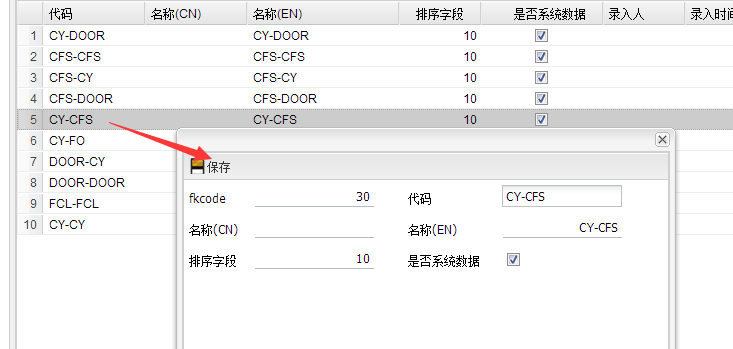 代码 名称(CN) 名称(EN) 排序字段 是否系统数据 录入人 录入时间
1 CY-DOOR CY-DOOR 10
2 CFS-CFS CFS-CFS 10
3 CFS-CY CFS-CY 10
4 CFS-DOOR CFS-DOOR 10
5 CY-CFS CY-CFS 10
6 CY-FO
7 DOOR-CY
8 DOOR-DOOR
9 FCL-FCL
10 CY-CY
保存
fkcode 30 代码 CY-CFS
名称(CN) 名称(EN) CY-CFS
排序字段 10 是否系统数据